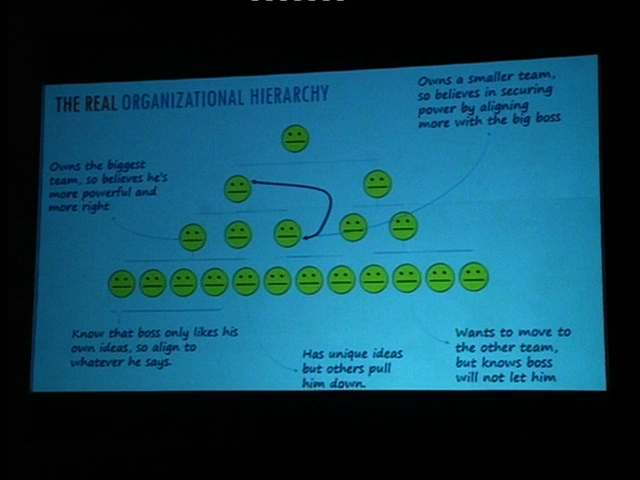 THE REAL ORGANIZATIONAL HIERARCHY
Owns a smaller team,
so believes in securing
power by aligning
more with the big boss
Owns the biggest
team, so believes he's
more powerful and
more right
Know that boss only likes his
own ideas, so align to
whatever he says.
Has unique ideas
but others pull
him down.
Wants to move to
the other team,
but knows boss
will not let him